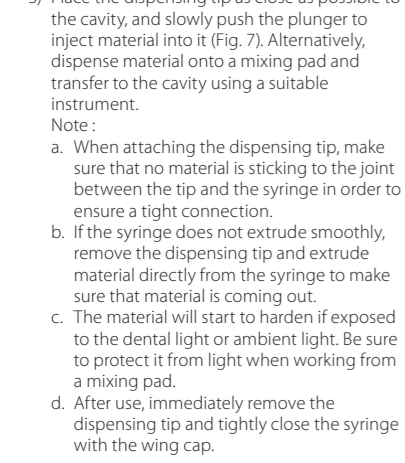 the cavity, and slowly push the plunger to
inject material into it (Fig. 7). Alternatively,
dispense material onto a mixing pad and
transfer to the cavity using a suitable
instrument.
Note :
a. When attaching the dispensing tip, make
sure that no material is sticking to the joint
between the tip and the syringe in order to
ensure a tight connection.
b. If the syringe does not extrude smoothly,
remove the dispensing tip and extrude
material directly from the syringe to make
sure that material is coming out.
c. The material will start to harden if exposed
to the dental light or ambient light. Be sure
to protect it from light when working from
a mixing pad.
d. After use, immediately remove the
dispensing tip and tightly close the syringe
with the wing cap.